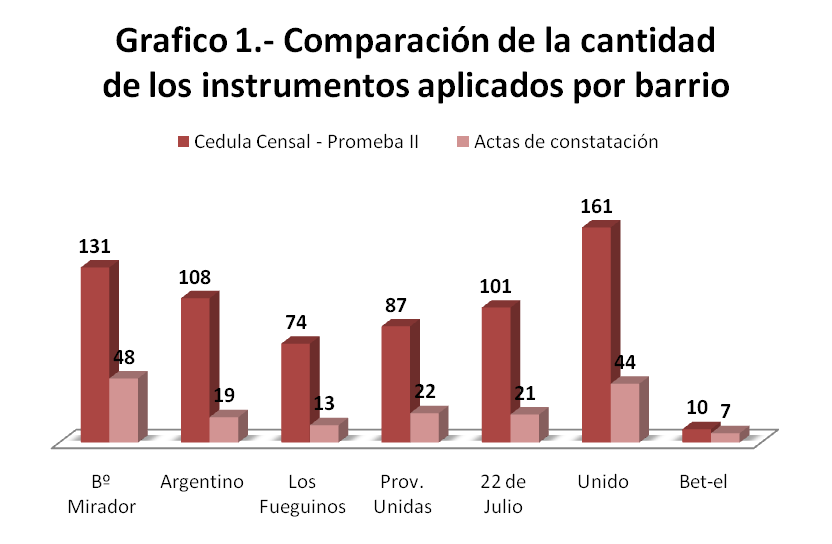 Grafico 1.- Comparación de la cantidad
de los instrumentos aplicados por barrio
Cedula Censal - Promeba II
Actas de constatación
131
48
108
19
74
13
87
22
101
21
161
44
10
7
Bº
Mirador
Argentino
Los
Fueguinos
Prov.
Unidas
22 de
Julio
Unido
Bet-el